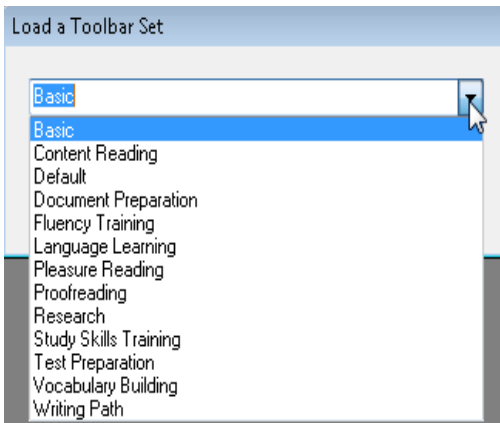 Load a Toolbar Set
Basic
Basic
Content Reading
Default
Document Preparation
Fluency Training
Language Learning
Pleasure Reading
Proofreading
Research
Study Skills Training
Test Preparation
Vocabulary Building
Writing Path